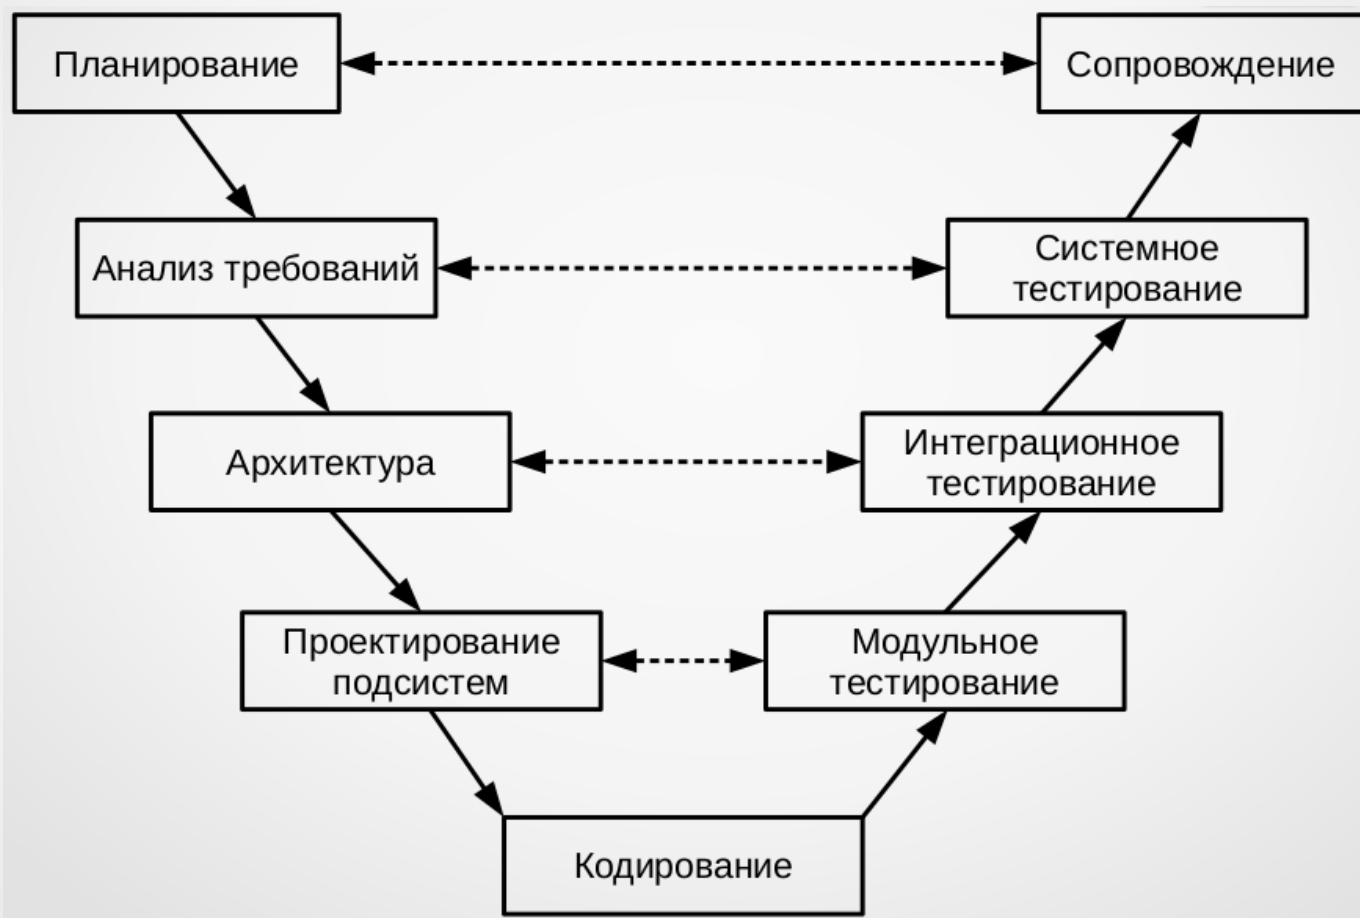 Планирование
Сопровождение
Анализ требований
Системное
тестирование
Архитектура
Интеграционное
тестирование
Проектирование
подсистем
Модульное
тестирование
Кодирование